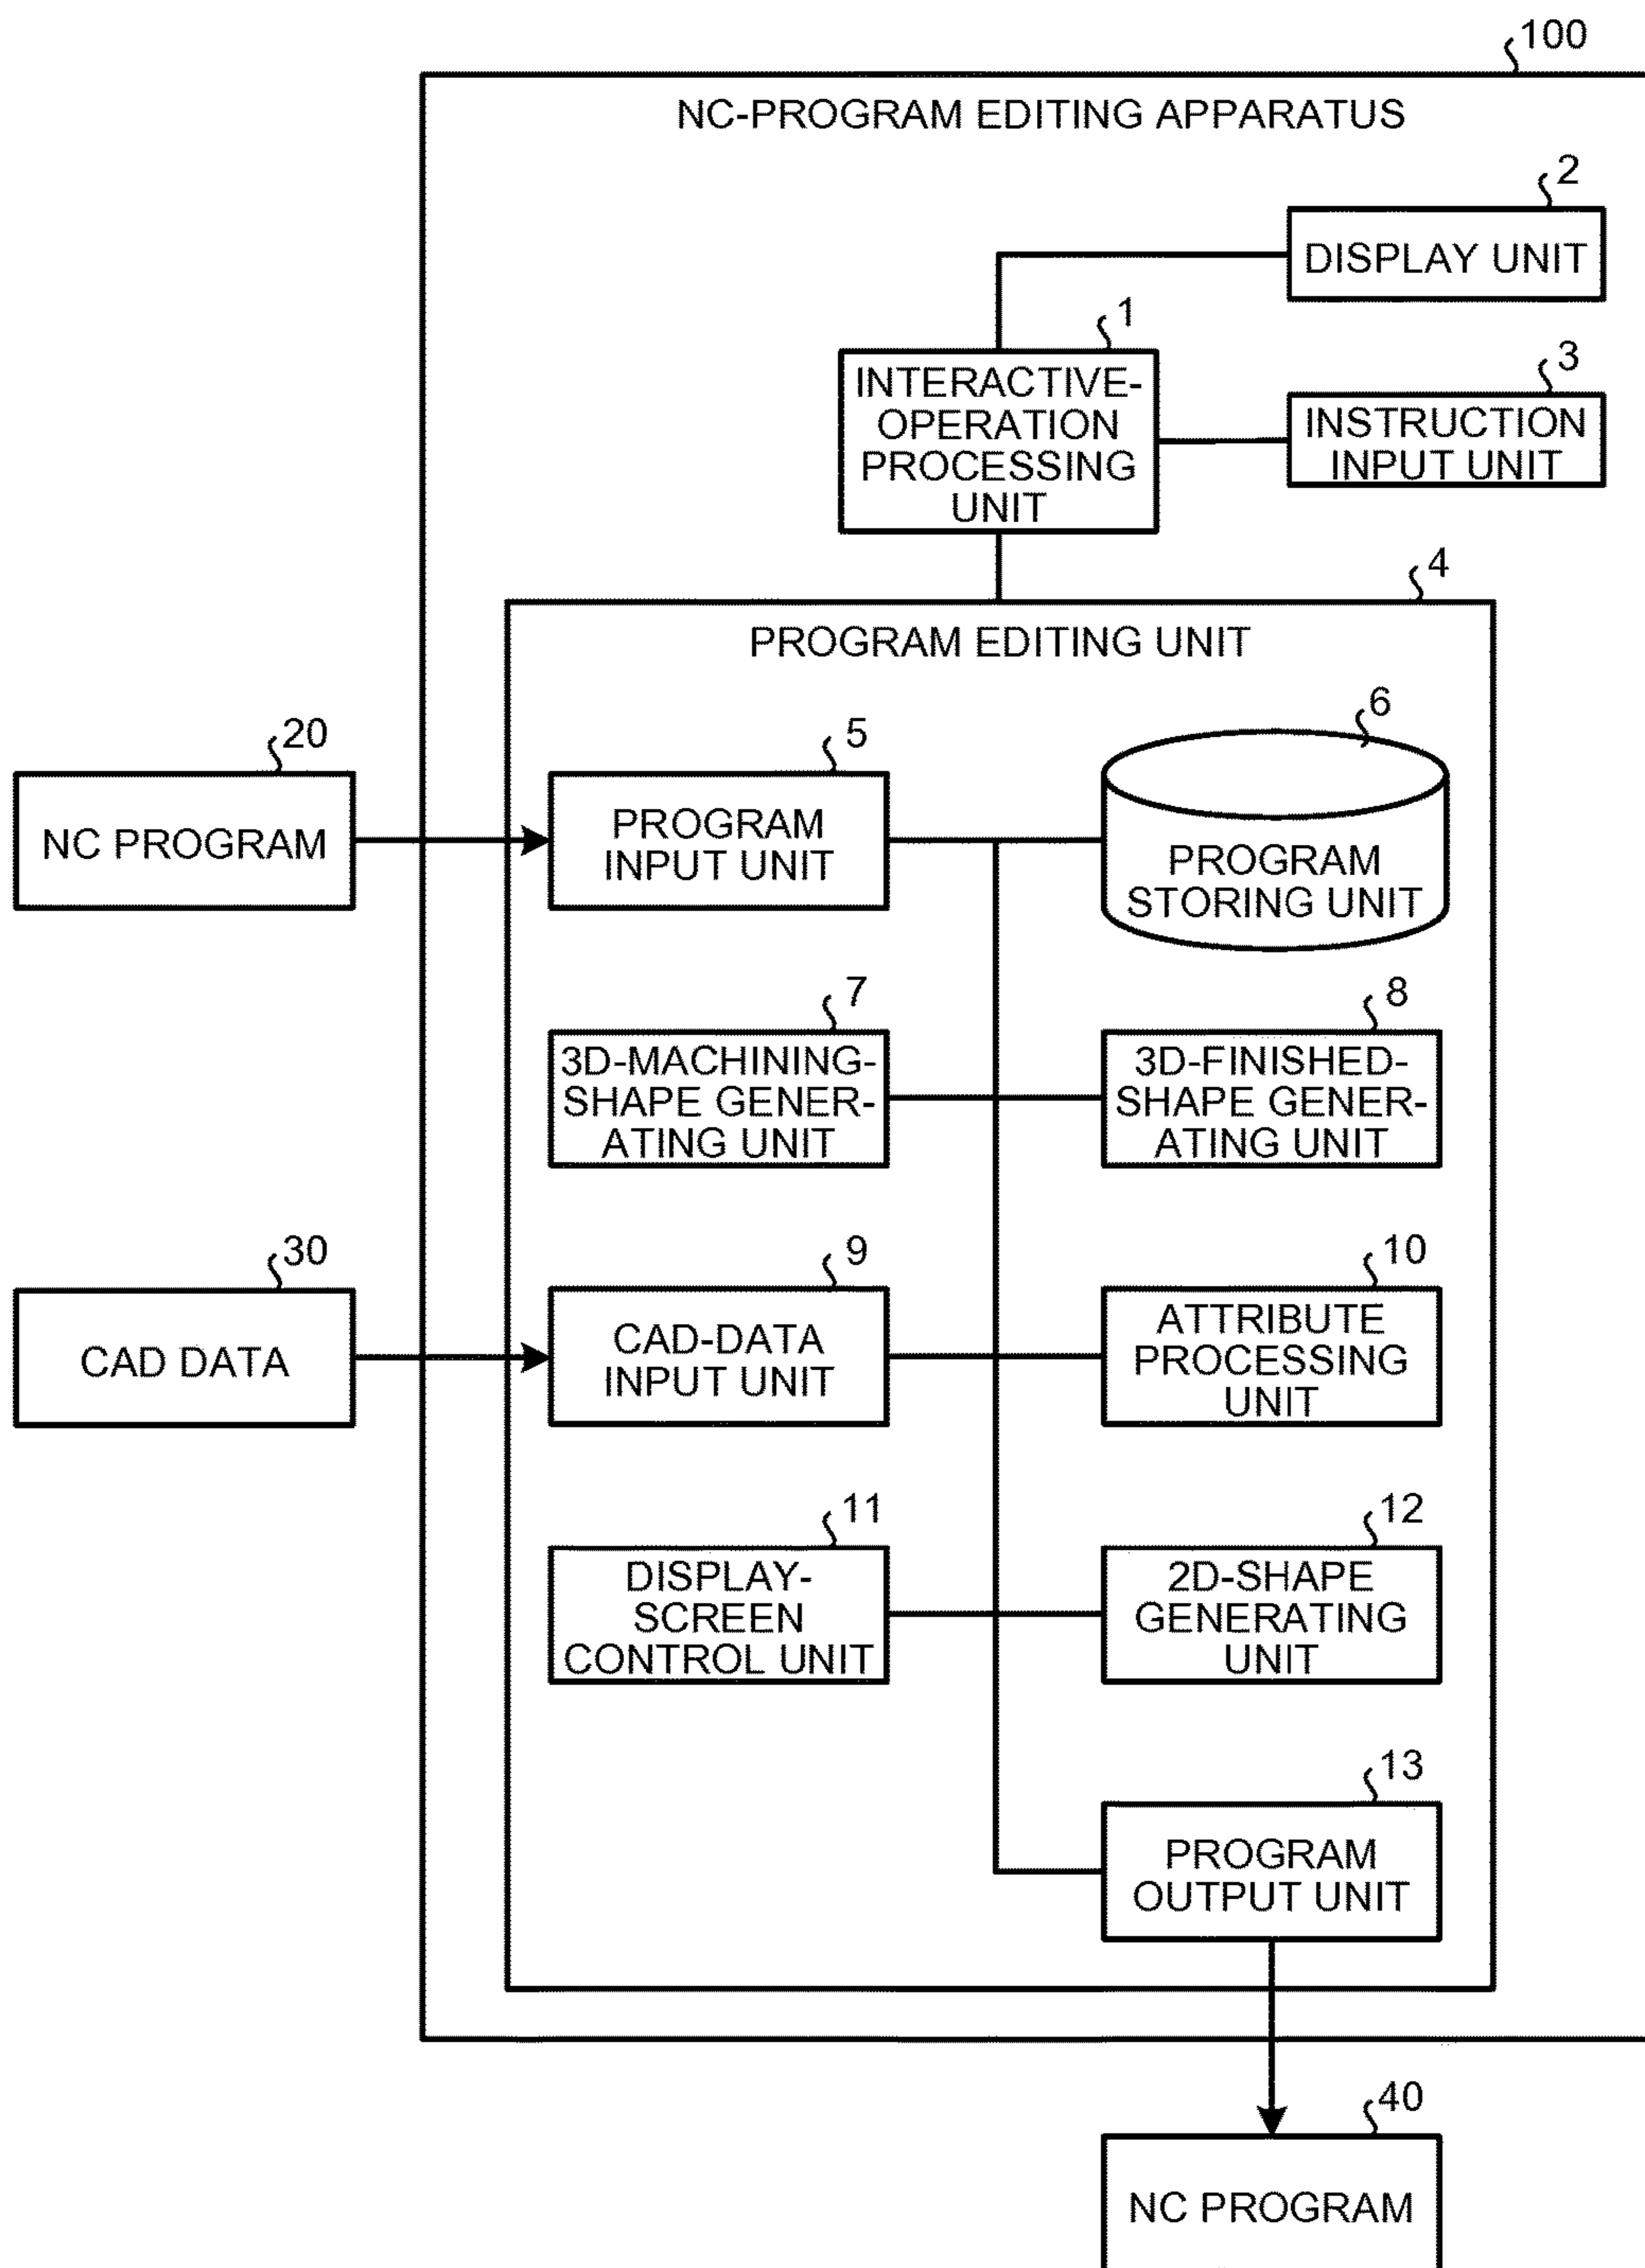 100
NC-PROGRAM EDITING APPARATUS
2
DISPLAY UNIT
1
INTERACTIVE-
OPERATION
PROCESSING
UNIT
3
INSTRUCTION
INPUT UNIT
4
PROGRAM EDITING UNIT
20
NC PROGRAM
5
PROGRAM
INPUT UNIT
6
PROGRAM
STORING UNIT
7
3D-MACHINING-
SHAPE GENER-
ATING UNIT
8
3D-FINISHED-
SHAPE GENER-
ATING UNIT
30
CAD DATA
9
CAD-DATA
INPUT UNIT
10
ATTRIBUTE
PROCESSING
UNIT
11
DISPLAY-
SCREEN
CONTROL UNIT
12
2D-SHAPE
GENERATING
UNIT
13
PROGRAM
OUTPUT UNIT
40
NC PROGRAM